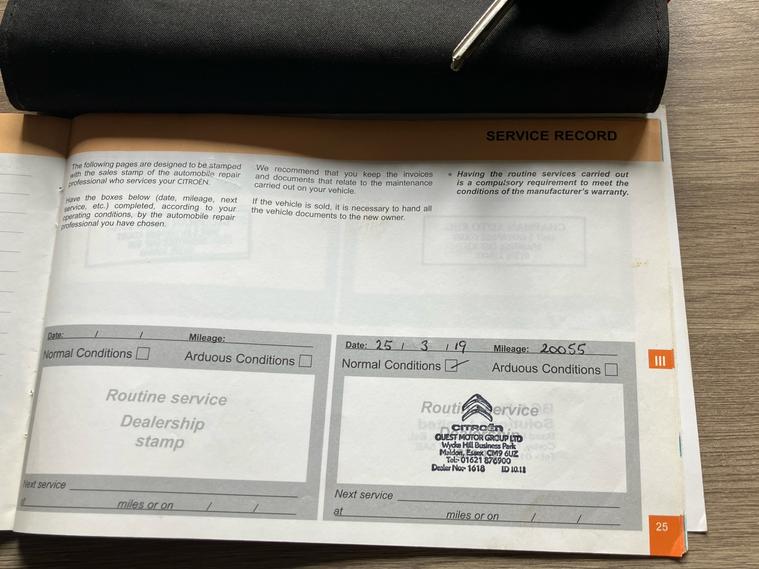 SERVICE RECORD
The following pages are designed to be stamped
with the sales stamp of the automobile repair
professional who services your CITROËN.
Have the boxes below (date, mileage, next
service, etc.) completed, according to your
operating conditions, by the automobile repair
professional you have chosen.
We recommend that you keep the invoices
and documents that relate to the maintenance
carried out on your vehicle.
If the vehicle is sold, it is necessary to hand all
the vehicle documents to the new owner.
* Having the routine services carried out
is a compulsory requirement to meet the
conditions of the manufacturer's warranty.
Date: / / Mileage:
Normal Conditions Arduous Conditions
Routine service
Dealership
stamp
Next service
at miles or on / /
Date: 25 / 3 / 19 Mileage: 20055
Normal Conditions Arduous Conditions
Routine service
CITROËN
QUEST MOTOR GROUP LTD
Wycke Hill Business Park
Maldon, Essex CM9 6UZ
Tel:- 01621 876900
Dealer No:- 1618 ID 10.18
Next service
at miles or on / /
III
25